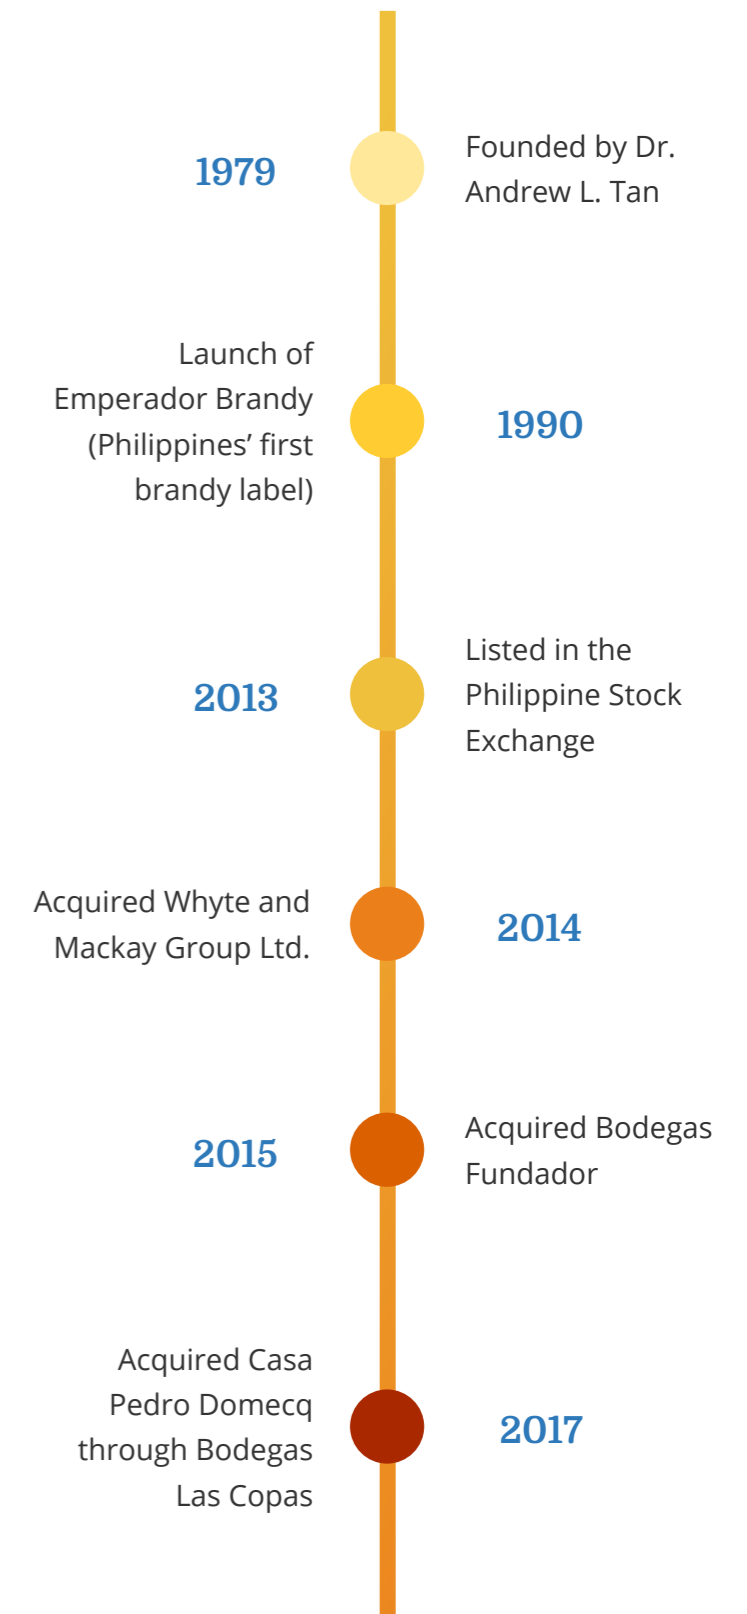 1979
Founded by Dr.
Andrew L. Tan
Launch of
Emperador Brandy
(Philippines’ first
brandy label)
1990
2013
Listed in the
Philippine Stock
Exchange
Acquired Whyte and
Mackay Group Ltd.
2014
2015
Acquired Bodegas
Fundador
Acquired Casa
Pedro Domecq
through Bodegas
Las Copas
2017